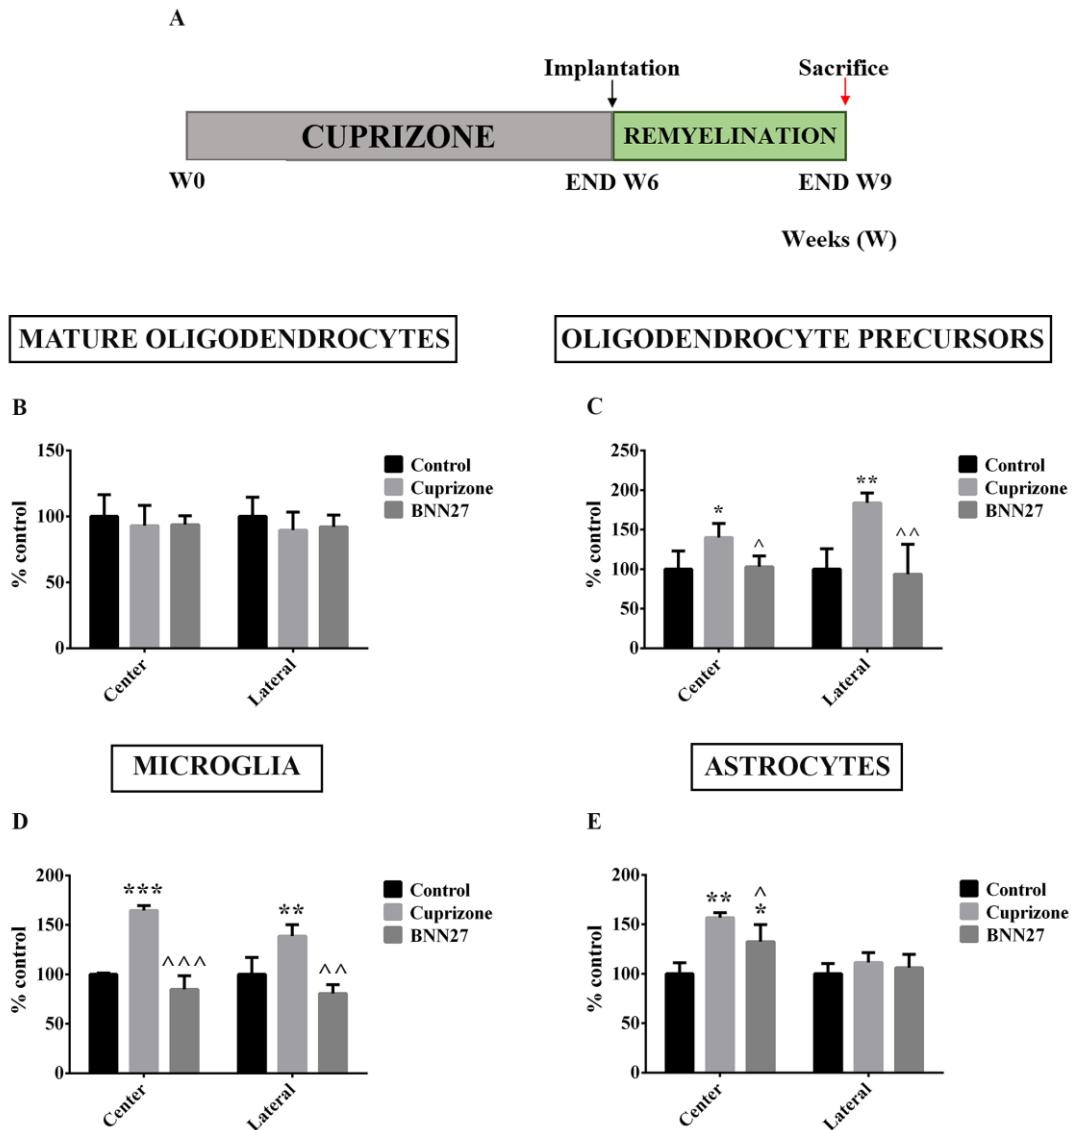 A
Implantation
Sacrifice
CUPRIZONE
REMYELINATION
W0
END W6
END W9
Weeks (W)
MATURE OLIGODENDROCYTES
OLIGODENDROCYTE PRECURSORS
B
% control
150
100
50
0
Center
Lateral
Control
Cuprizone
BNN27
C
% control
250
200
150
100
50
0
*
^
**
^^
Center
Lateral
Control
Cuprizone
BNN27
MICROGLIA
ASTROCYTES
D
% control
200
150
100
50
0
***
^^^
**
^^
Center
Lateral
Control
Cuprizone
BNN27
E
% control
200
150
100
50
0
**
^
*
Center
Lateral
Control
Cuprizone
BNN27